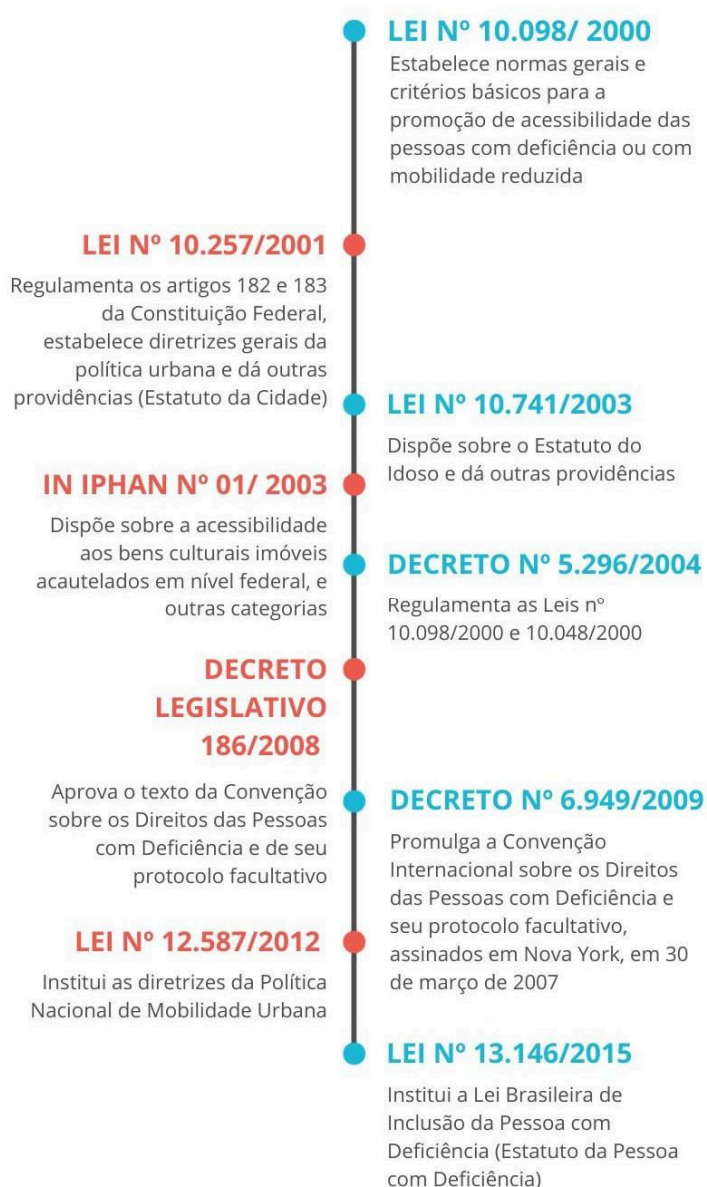 LEI Nº 10.098/ 2000
Estabelece normas gerais e
critérios básicos para a
promoção de acessibilidade das
pessoas com deficiência ou com
mobilidade reduzida
LEI Nº 10.257/2001
Regulamenta os artigos 182 e 183
da Constituição Federal,
estabelece diretrizes gerais da
política urbana e dá outras
providências (Estatuto da Cidade)
LEI Nº 10.741/2003
Dispõe sobre o Estatuto do
Idoso e dá outras providências
IN IPHAN Nº 01/ 2003
Dispõe sobre a acessibilidade
aos bens culturais imóveis
acautelados em nível federal, e
outras categorias
DECRETO Nº 5.296/2004
Regulamenta as Leis nº
10.098/2000 e 10.048/2000
DECRETO
LEGISLATIVO
186/2008
Aprova o texto da Convenção
sobre os Direitos das Pessoas
com Deficiência e de seu
protocolo facultativo
DECRETO Nº 6.949/2009
Promulga a Convenção
Internacional sobre os Direitos
das Pessoas com Deficiência e
seu protocolo facultativo,
assinados em Nova York, em 30
de março de 2007
LEI Nº 12.587/2012
Institui as diretrizes da Política
Nacional de Mobilidade Urbana
LEI Nº 13.146/2015
Institui a Lei Brasileira de
Inclusão da Pessoa com
Deficiência (Estatuto da Pessoa
com Deficiência)